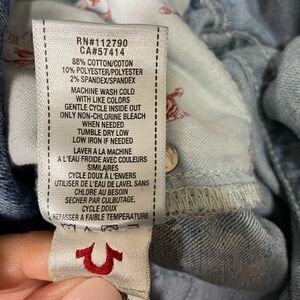 RN#112790
CA#57414
88% COTTON/COTON
10% POLYESTER/POLYESTER
2% SPANDEX/SPANDEX
MACHINE WASH COLD
WITH LIKE COLORS
GENTLE CYCLE INSIDE OUT
ONLY NON-CHLORINE BLEACH
WHEN NEEDED
TUMBLE DRY LOW
LOW IRON IF NEEDED
LAVER A LA MACHINE
A L'EAU FROIDE AVEC COULEURS
SIMILAIRES
CYCLE DOUX À L'ENVERS
UTILISER DE L'EAU DE LAVEL SANS
CHLORE AU BESOIN
SECHER PAR CULBUTAGE,
CYCLE DOUX
REPASSER A FAIBLE TEMPERATURE